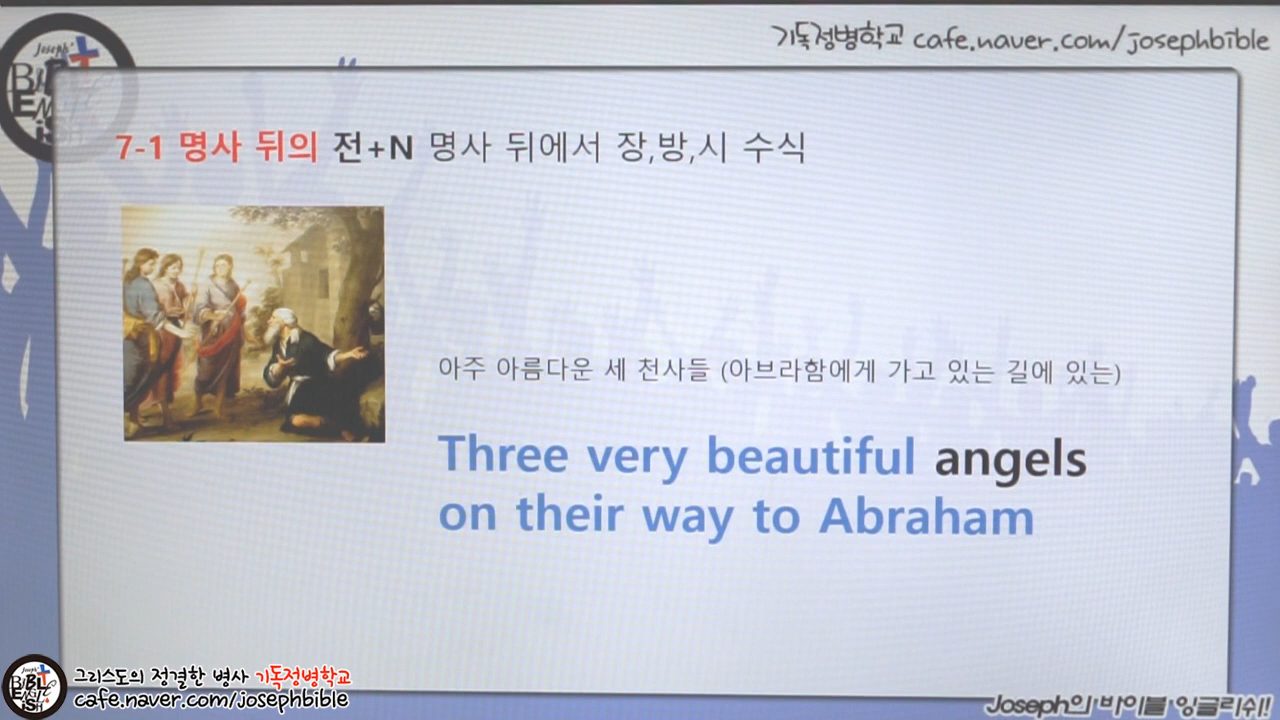 Joseph'
BIBL
ENGLI
iSH
기독정병학교 cafe.naver.com/josephbible
7-1 명사 뒤의 전+N 명사 뒤에서 장,방,시 수식
아주 아름다운 세 천사들 (아브라함에게 가고 있는 길에 있는)
Three very beautiful angels
on their way to Abraham
그리스도의 정결한 병사 기독정병학교
cafe.naver.com/josephbible
Joseph의 바이블 잉글리쉬!